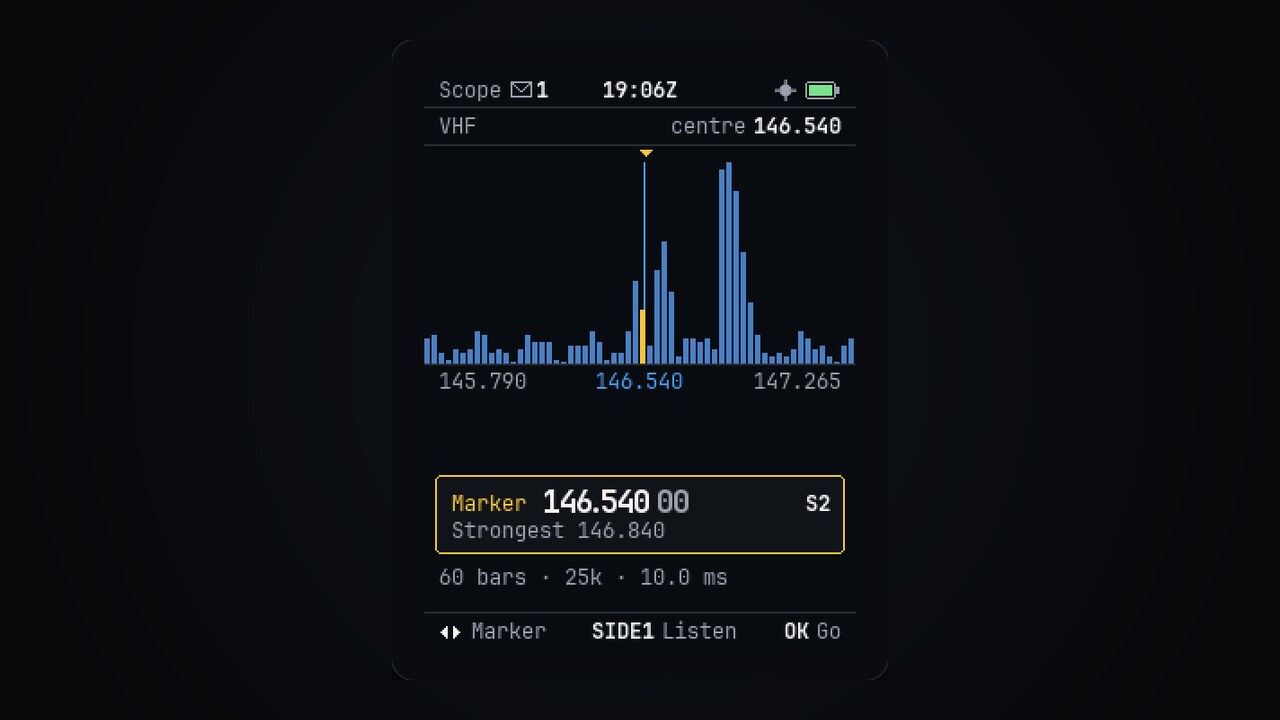 Scope 1 19:06Z
VHF centre 146.540
145.790 146.540 147.265
Marker 146.540 00 S2
Strongest 146.840
60 bars · 25k · 10.0 ms
Marker SIDE1 Listen OK Go